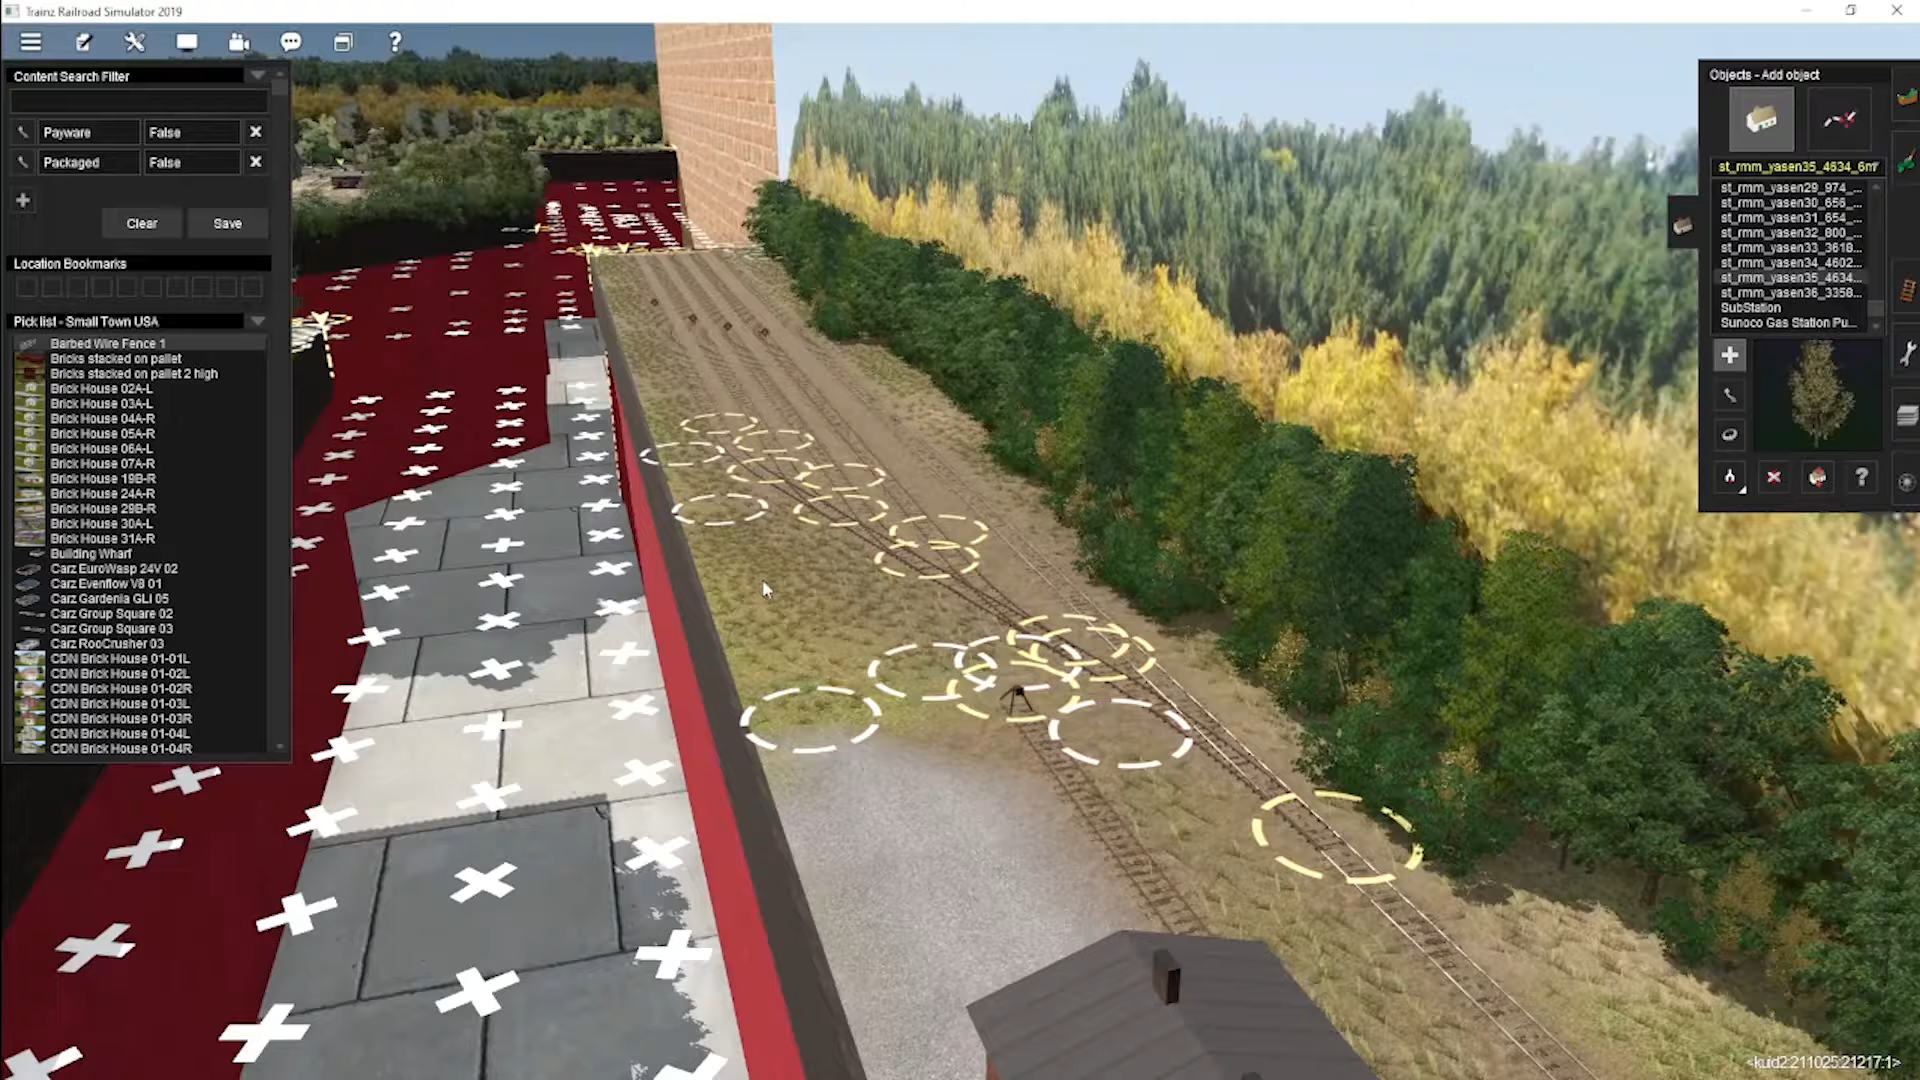 Trainz Railroad Simulator 2019
Content Search Filter
Payware False
Packaged False
Clear Save
Location Bookmarks
Pick list - Small Town USA
Barbed Wire Fence 1
Bricks stacked on pallet
Bricks stacked on pallet 2 high
Brick House 02A-L
Brick House 03A-L
Brick House 04A-R
Brick House 05A-R
Brick House 06A-L
Brick House 07A-R
Brick House 19B-R
Brick House 24A-R
Brick House 29B-R
Brick House 30A-L
Brick House 31A-R
Building Wharf
Carz EuroWasp 24V 02
Carz Evenflow V8 01
Carz Gardenia GLI 05
Carz Group Square 02
Carz Group Square 03
Carz RooCrusher 03
CDN Brick House 01-01L
CDN Brick House 01-02L
CDN Brick House 01-02R
CDN Brick House 01-03L
CDN Brick House 01-03R
CDN Brick House 01-04L
CDN Brick House 01-04R
Objects - Add object
st_rmm_yasen35_4634_6m
st_rmm_yasen29_974_...
st_rmm_yasen30_656_...
st_rmm_yasen31_654_...
st_rmm_yasen32_800_...
st_rmm_yasen33_3618...
st_rmm_yasen34_4602...
st_rmm_yasen35_4634...
st_rmm_yasen36_3358...
SubStation
Sunoco Gas Station Pu...
<kuid2:211025:21217:1>